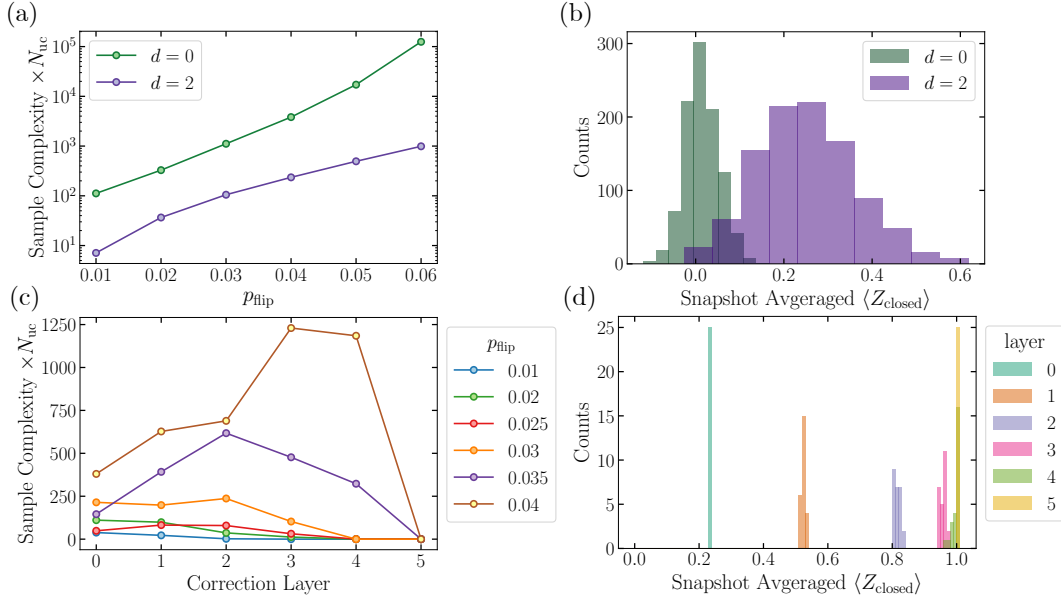 (a)
Sample Complexity ×N_uc
10^5
10^4
10^3
10^2
10^1
d = 0
d = 2
0.01 0.02 0.03 0.04 0.05 0.06
p_flip
(b)
Counts
300
200
100
0
d = 0
d = 2
0.0 0.2 0.4 0.6
Snapshot Avgeraged ⟨Z_closed⟩
(c)
Sample Complexity ×N_uc
1250
1000
750
500
250
0
0 1 2 3 4 5
Correction Layer
p_flip
0.01
0.02
0.025
0.03
0.035
0.04
(d)
Counts
25
20
15
10
5
0
0.0 0.2 0.4 0.6 0.8 1.0
Snapshot Avgeraged ⟨Z_closed⟩
layer
0
1
2
3
4
5